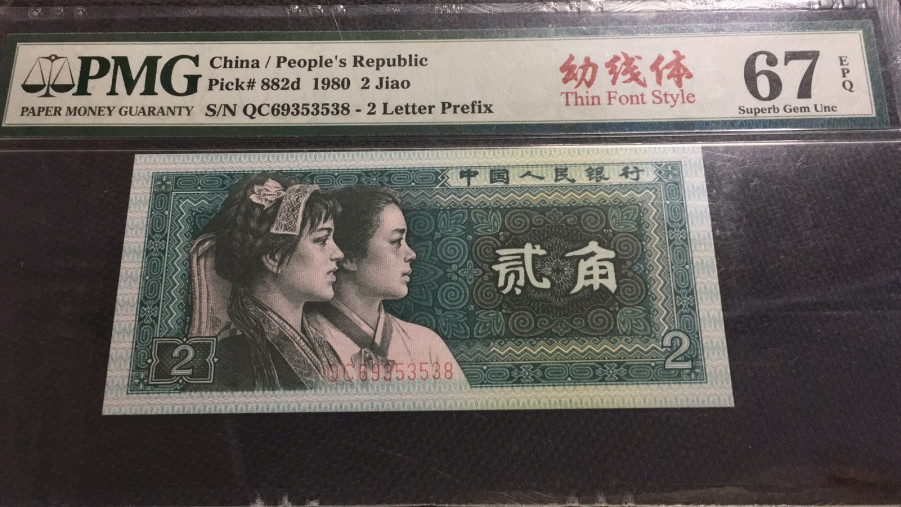 PMG
PAPER MONEY GUARANTY
China / People's Republic
Pick# 882d 1980 2 Jiao
S/N QC69353538 - 2 Letter Prefix
幼线体
Thin Font Style
67
EPQ
Superb Gem Unc
中国人民银行
贰角
2
2
QC69353538